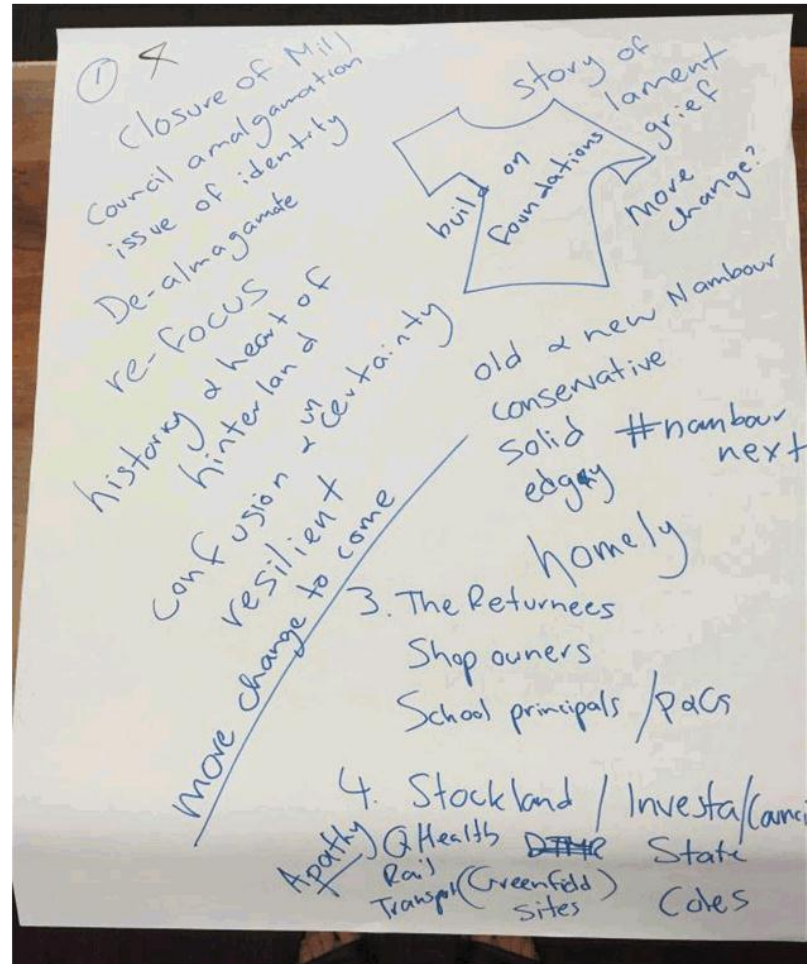 1 4
closure of Mill
Council amalgamation
issue of identity
De-almagamate
re-focus
history & heart of
hinterland
confusion & uncertainty
resilient
more change to come
story of
lament
grief
more
change?
build on
foundations
old & new Nambour
conservative
solid #nambour
next
edgy
homely
3. The Returnees
Shop owners
School principals / P&Cs
4. Stockland / Investa / Counci
Apathy) QHealth DTMR State
Rail
Transport (Greenfield)
Sites Coles